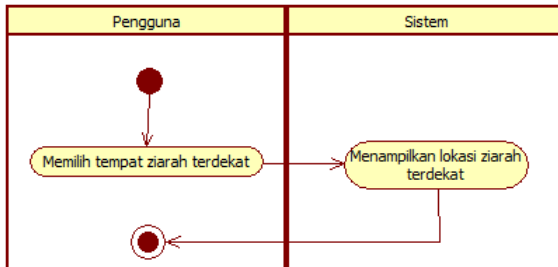 Pengguna
Sistem
Memilih tempat ziarah terdekat
Menampilkan lokasi ziarah
terdekat